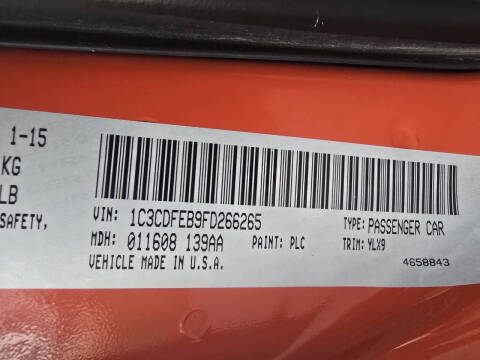 1-15
KG
LB
SAFETY,
VIN: 1C3CDFEB9FD266265
TYPE: PASSENGER CAR
MDH: 011608 139AA
PAINT: PLC
TRIM: YLX9
VEHICLE MADE IN U.S.A.
4658843